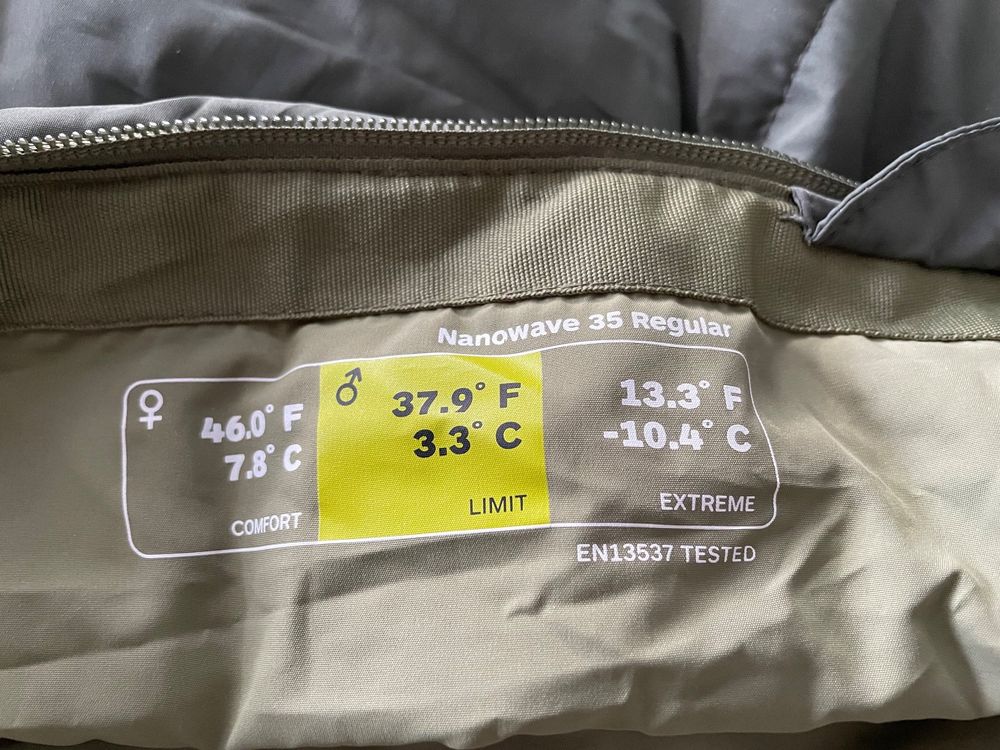 Nanowave 35 Regular
♀ 46.0° F
7.8° C
COMFORT
♂ 37.9° F
3.3° C
LIMIT
13.3° F
-10.4° C
EXTREME
EN13537 TESTED